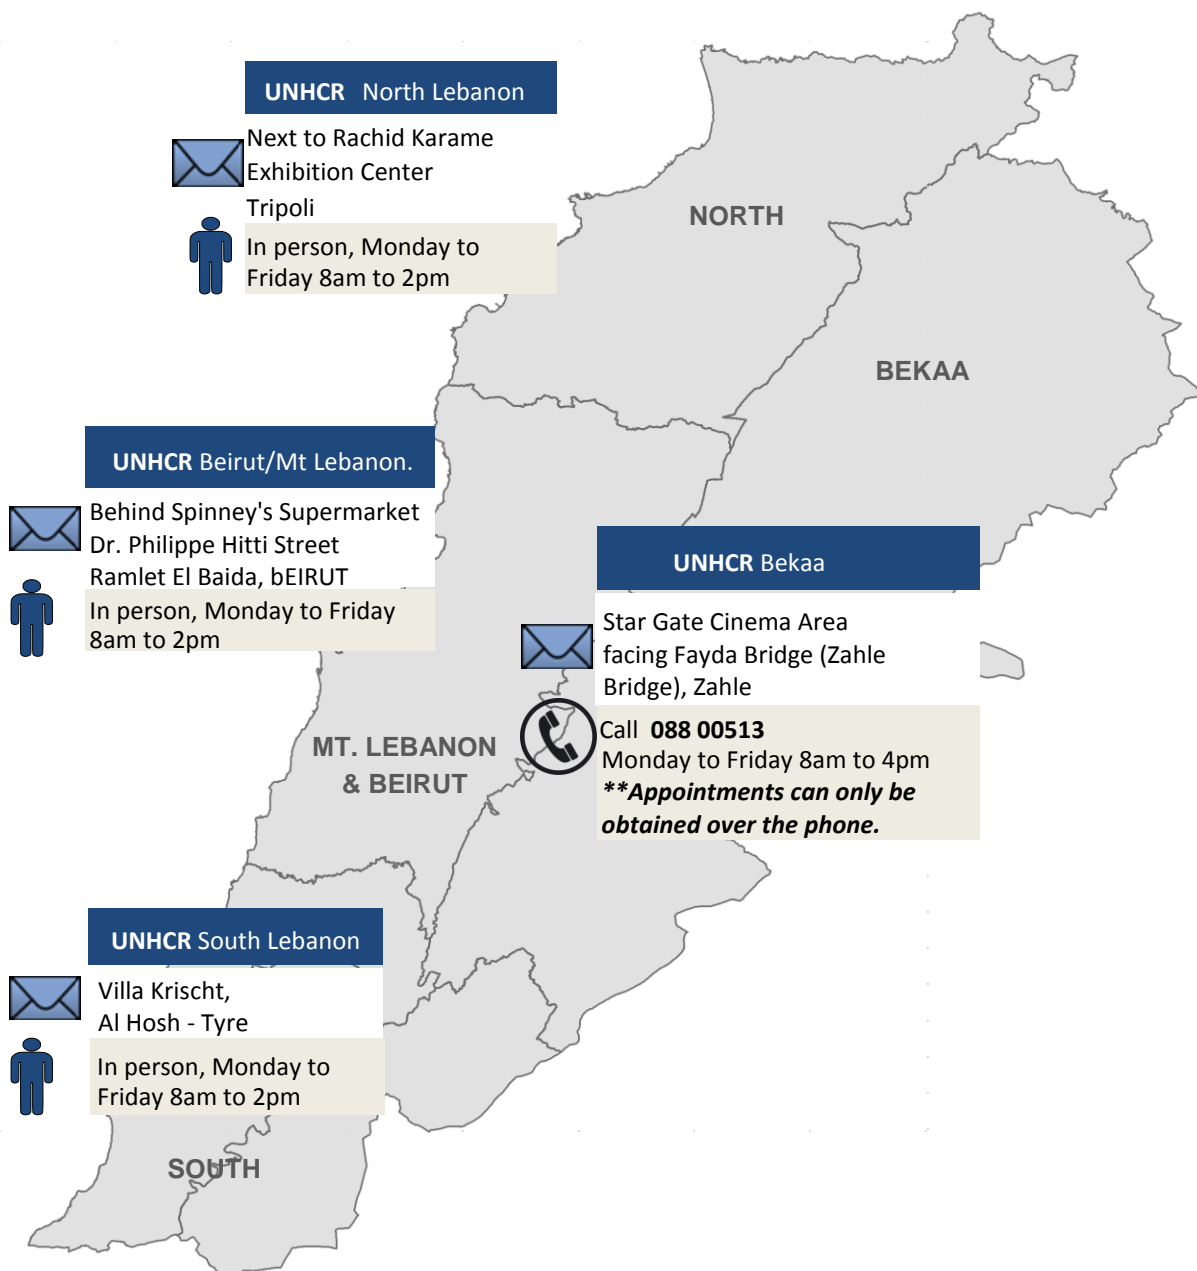 UNHCR North Lebanon
Next to Rachid Karame
Exhibition Center
Tripoli
In person, Monday to
Friday 8am to 2pm
NORTH
BEKAA
UNHCR Beirut/Mt Lebanon.
Behind Spinney's Supermarket
Dr. Philippe Hitti Street
Ramlet El Baida, bEIRUT
In person, Monday to Friday
8am to 2pm
UNHCR Bekaa
Star Gate Cinema Area
facing Fayda Bridge (Zahle
Bridge), Zahle
Call 088 00513
Monday to Friday 8am to 4pm
**Appointments can only be
obtained over the phone.
MT. LEBANON
& BEIRUT
UNHCR South Lebanon
Villa Krischt,
Al Hosh - Tyre
In person, Monday to
Friday 8am to 2pm
SOUTH